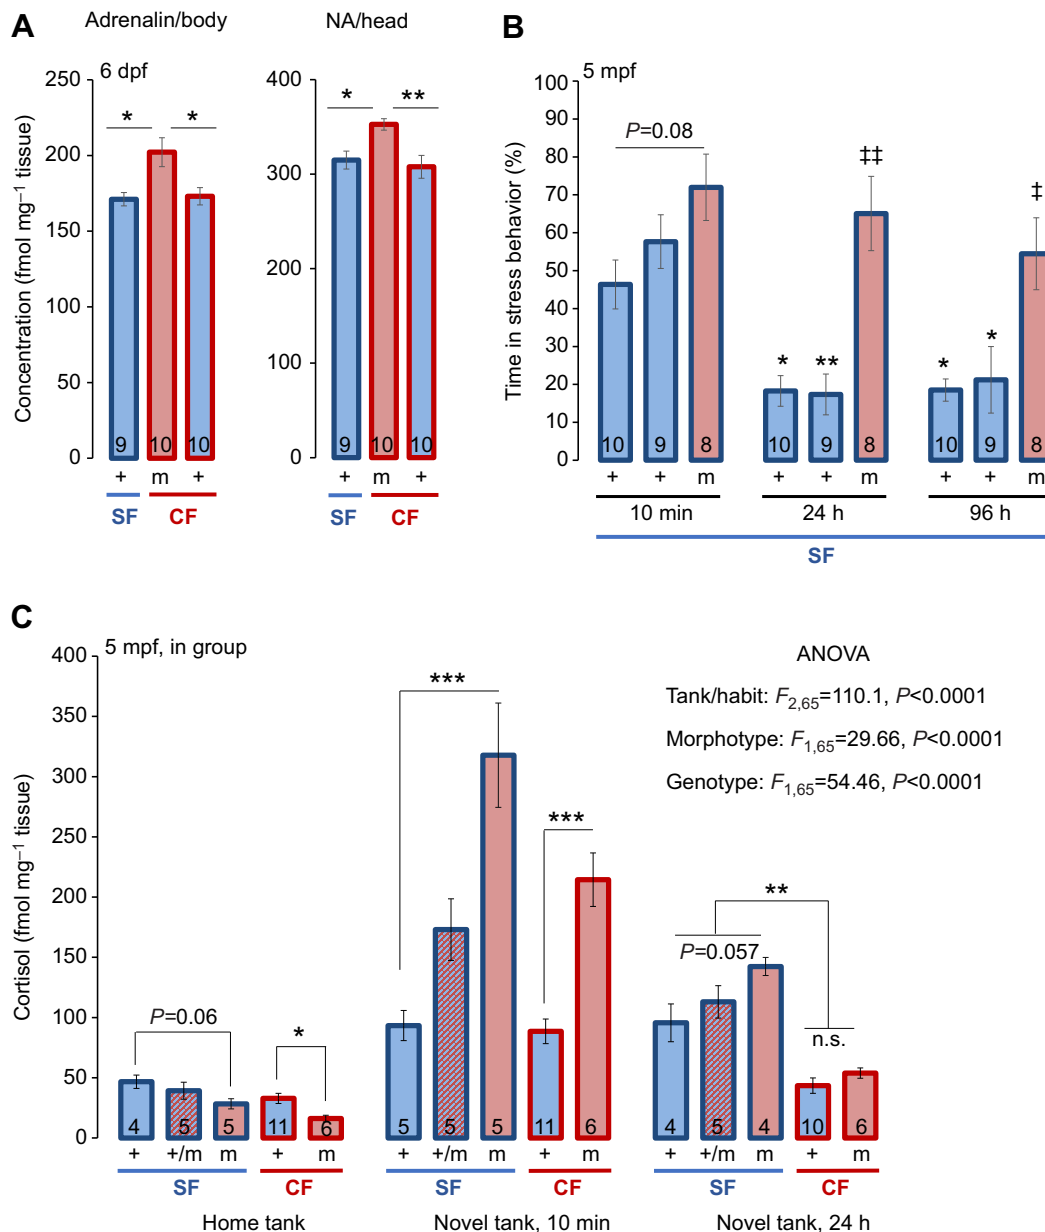 A
Adrenalin/body
NA/head
6 dpf
Concentration (fmol mg–1 tissue)
250
200
150
100
50
0
* *
9 10 10
+ m +
SF CF
400
300
200
100
0
* **
9 10 10
+ m +
SF CF
B
5 mpf
Time in stress behavior (%)
100
90
80
70
60
50
40
30
20
10
0
P=0.08
‡‡
‡
* **
* *
10 9 8 10 9 8 10 9 8
+ + m + + m + + m
10 min 24 h 96 h
SF
C
5 mpf, in group
Cortisol (fmol mg–1 tissue)
400
350
300
250
200
150
100
50
0
ANOVA
Tank/habit: F2,65=110.1, P<0.0001
Morphotype: F1,65=29.66, P<0.0001
Genotype: F1,65=54.46, P<0.0001
P=0.06
*
***
***
**
P=0.057
n.s.
4 5 5 11 6 5 5 5 11 6 4 5 4 10 6
+ +/m m + m + +/m m + m + +/m m + m
SF CF SF CF SF CF
Home tank Novel tank, 10 min Novel tank, 24 h